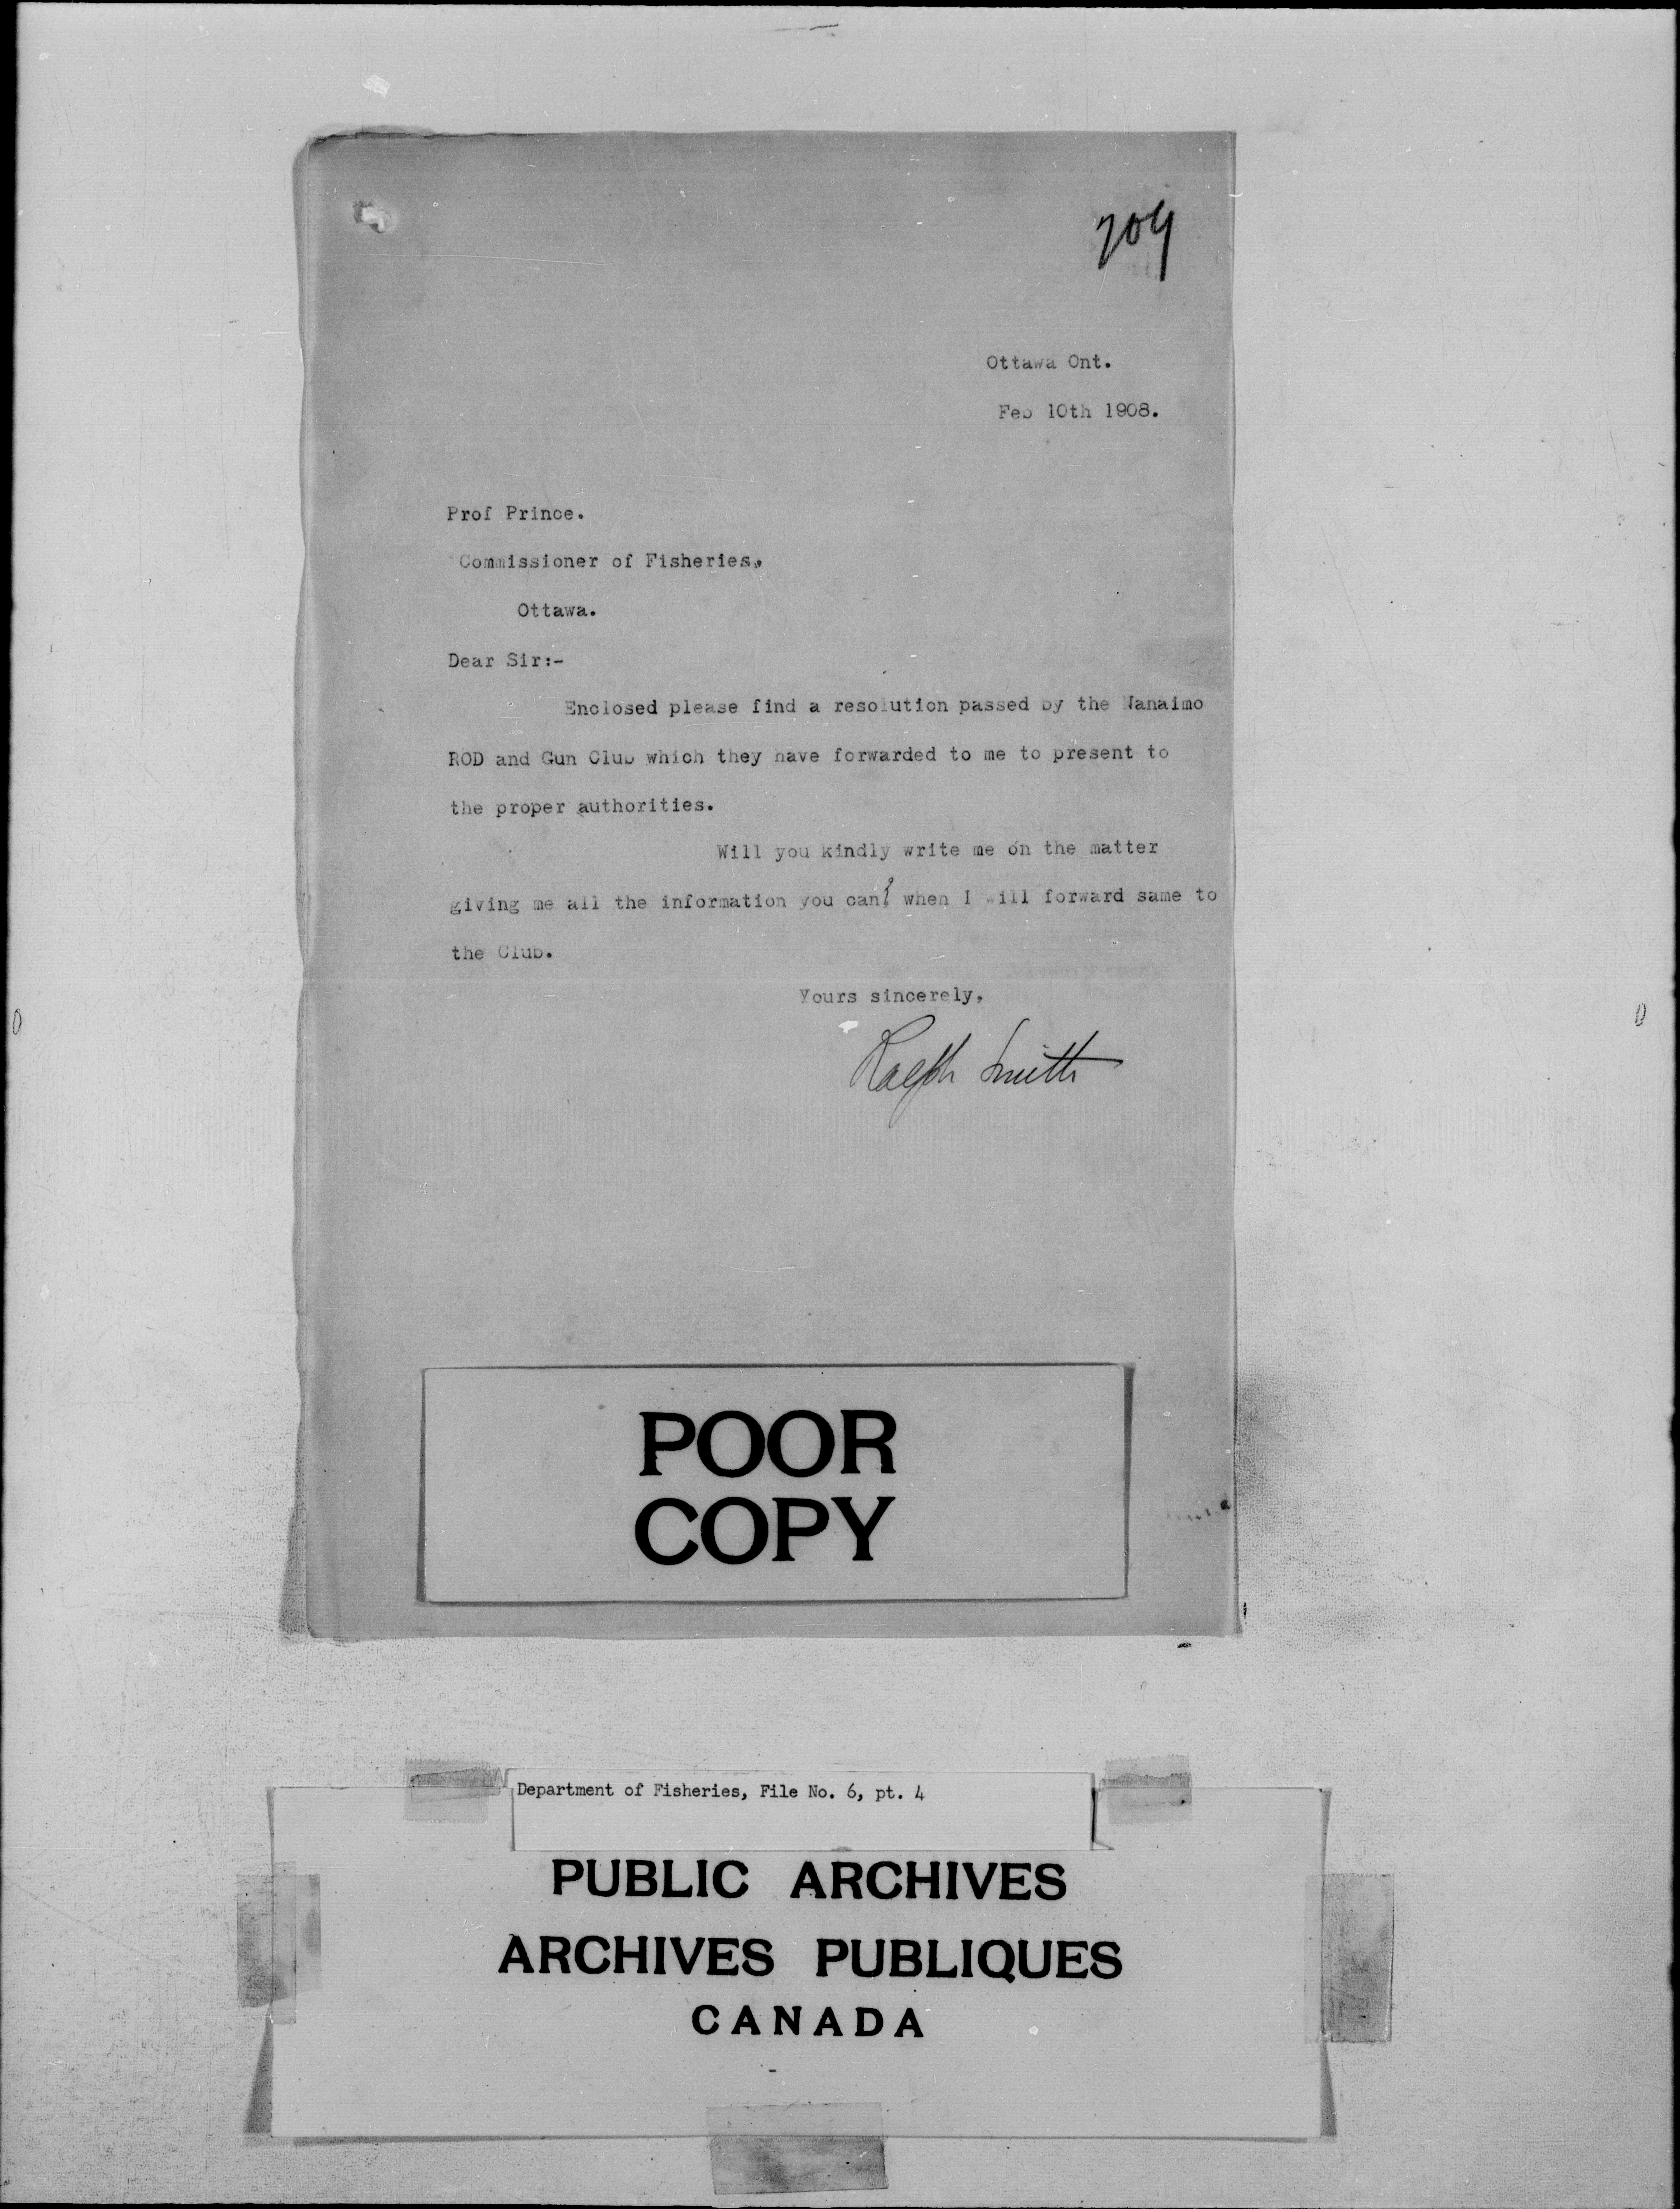 709
Ottawa Ont.
Feb 10th 1908.
Prof Prince.
Commissioner of Fisheries,
Ottawa.
Dear Sir:-
Enclosed please find a resolution passed by the Nanaimo
ROD and Gun Club which they have forwarded to me to present to
the proper authorities.
Will you kindly write me on the matter
giving me all the information you can? when I will forward same to
the Club.
Yours sincerely,
Ralph Smith
POOR
COPY
Department of Fisheries, File No. 6, pt. 4
PUBLIC ARCHIVES
ARCHIVES PUBLIQUES
CANADA